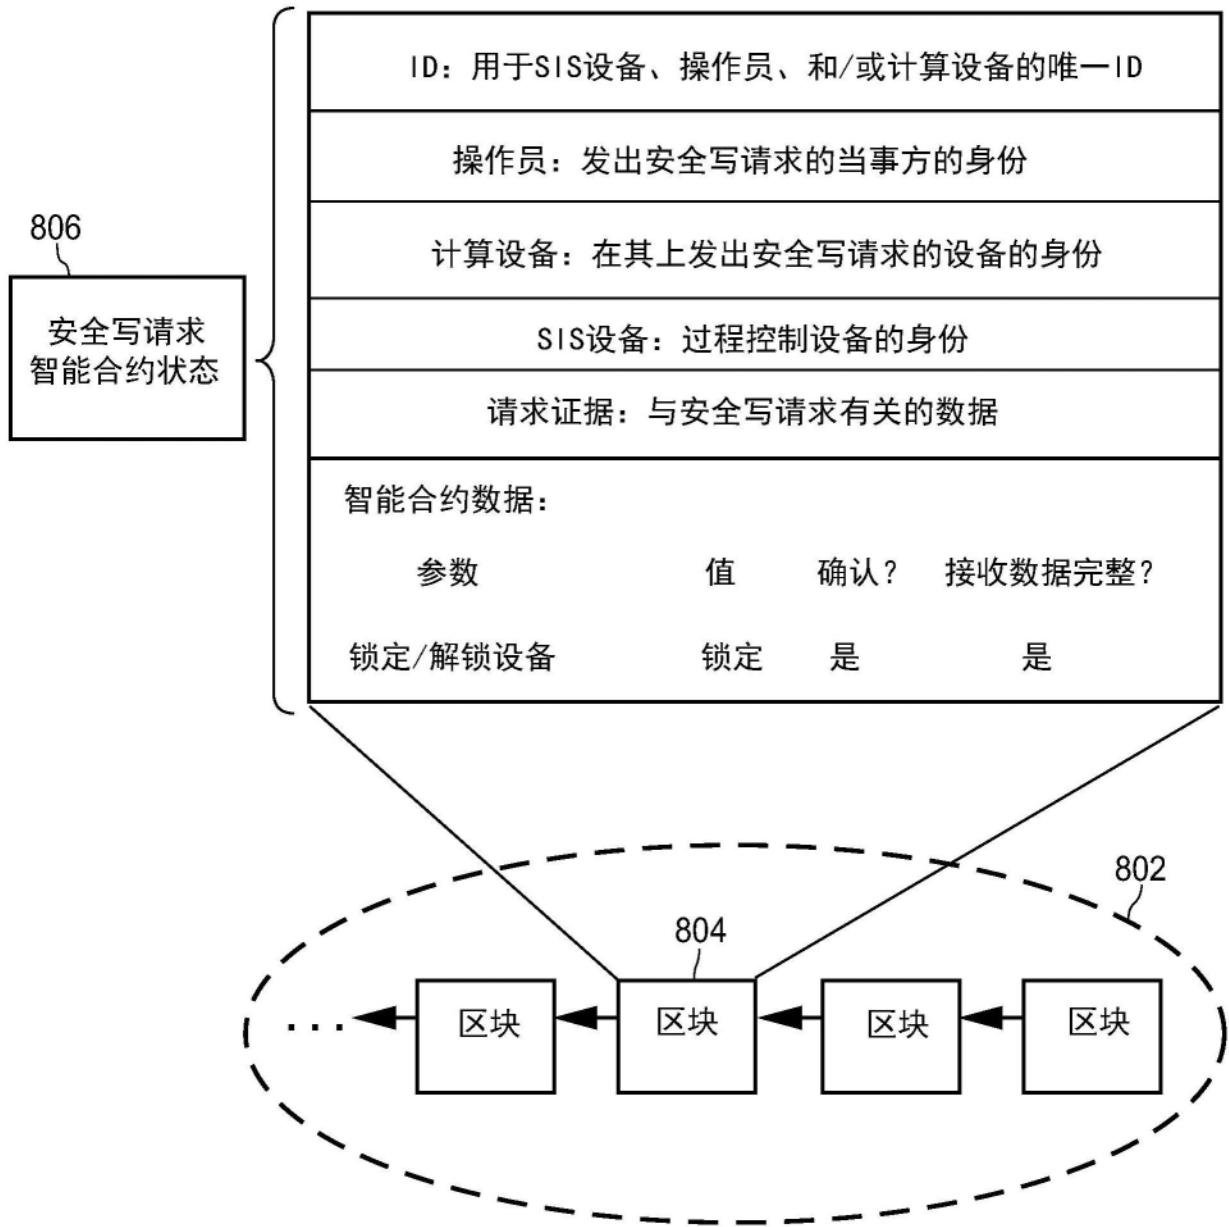 ID：用于SIS设备、操作员、和/或计算设备的唯一ID
操作员：发出安全写请求的当事方的身份
806
计算设备：在其上发出安全写请求的设备的身份
安全写请求
智能合约状态
SIS设备：过程控制设备的身份
请求证据：与安全写请求有关的数据
智能合约数据：
参数 值 确认？ 接收数据完整？
锁定/解锁设备 锁定 是 是
802
804
... 区块 区块 区块 区块